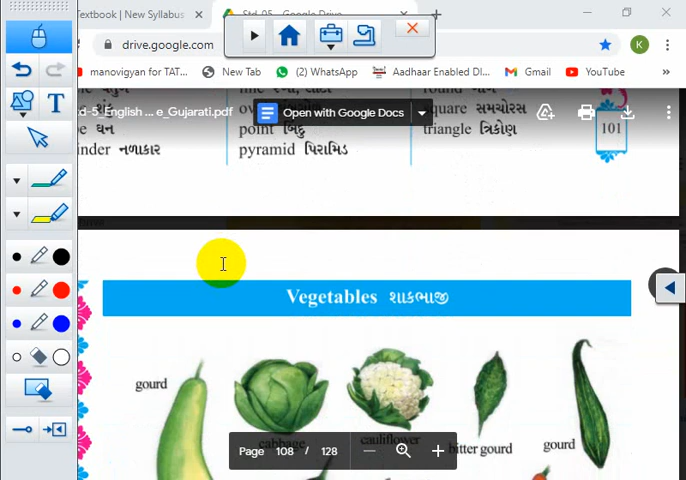 Textbook | New Syllabus
Std-05 - Google Drive
drive.google.com
K
manovigyan for TAT...
New Tab
(2) WhatsApp
Aadhaar Enabled DI...
Gmail
YouTube
d-5_English ... e_Gujarati.pdf
Open with Google Docs
square સમચોરસ
point બિંદુ
triangle ત્રિકોણ
101
inder નળાકાર
pyramid પિરામિડ
Vegetables શાકભાજી
gourd
cabbage
cauliflower
bitter gourd
gourd
Page 108 / 128